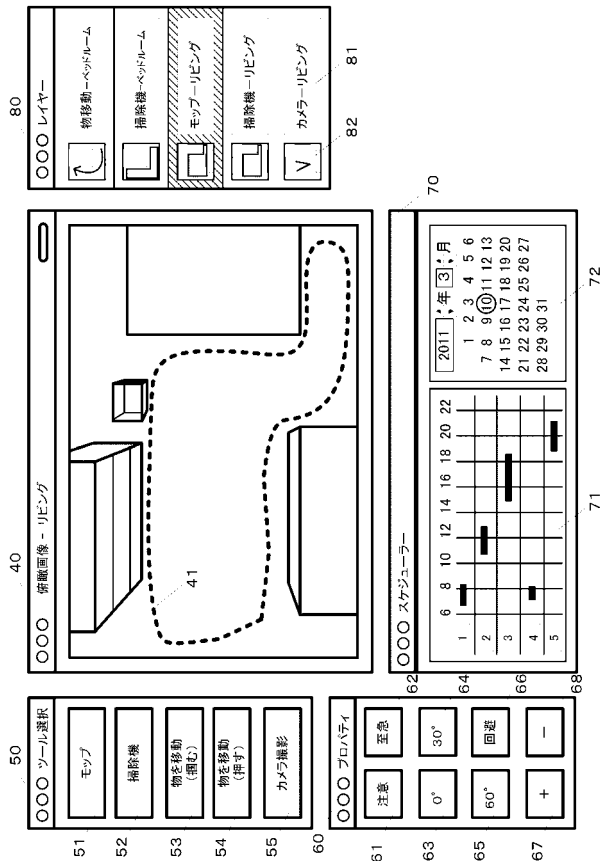 50
○○○ ツール選択
51
モップ
52
掃除機
53
物を移動
(掴む)
54
物を移動
(押す)
55
カメラ撮影
40
○○○ 俯瞰画像 - リビング
41
80
○○○ レイヤー
物移動ーベッドルーム
掃除機ーベッドルーム
モップーリビング
掃除機ーリビング
カメラーリビング
82
81
60
○○○ プロパティ
61
注意
至急
62
63
0°
30°
64
65
60°
回避
66
67
+
−
68
70
○○○ スケジューラー
6 8 10 12 14 16 18 20 22
1
2
3
4
5
71
2011 年 3 月
1 2 3 4 5 6
7 8 9 10 11 12 13
14 15 16 17 18 19 20
21 22 23 24 25 26 27
28 29 30 31
72